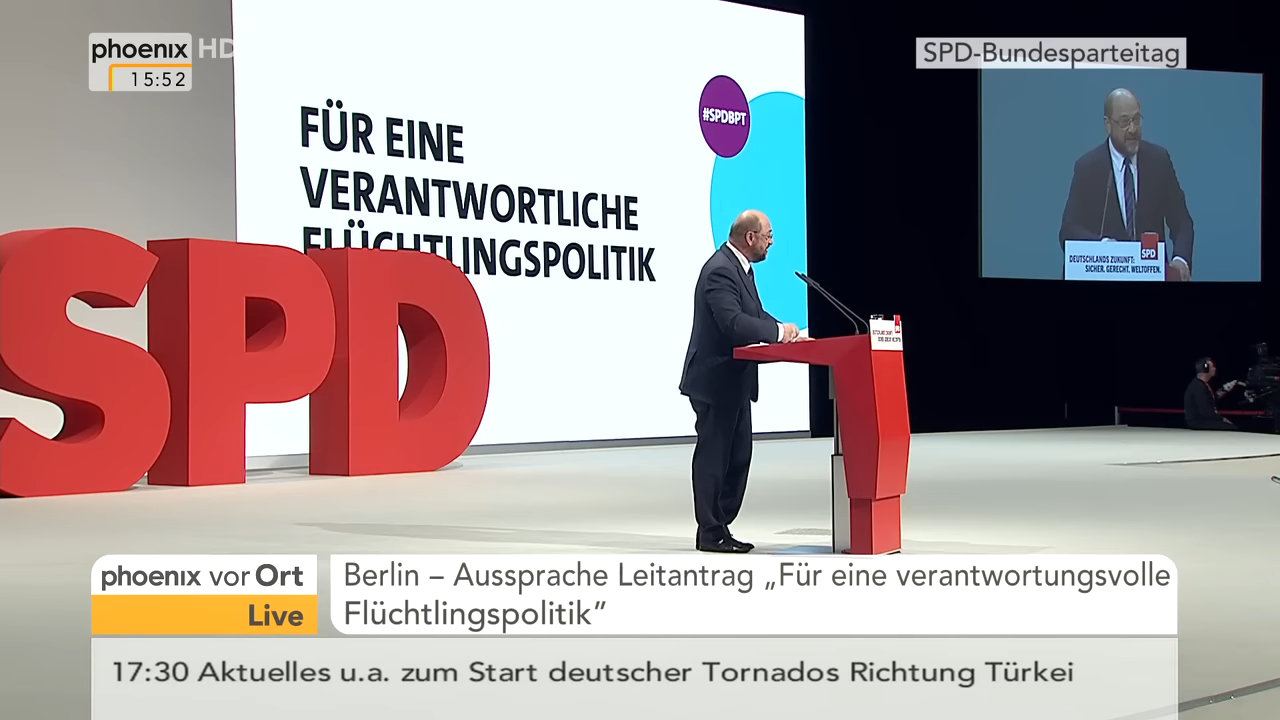 phoenix HD
15:52
SPD-Bundesparteitag
#SPDBPT
FÜR EINE
VERANTWORTLICHE
FLÜCHTLINGSPOLITIK
SPD
SPD
DEUTSCHLANDS ZUKUNFT:
SICHER. GERECHT. WELTOFFEN.
phoenix vor Ort
Live
Berlin – Aussprache Leitantrag „Für eine verantwortungsvolle
Flüchtlingspolitik”
17:30 Aktuelles u.a. zum Start deutscher Tornados Richtung Türkei